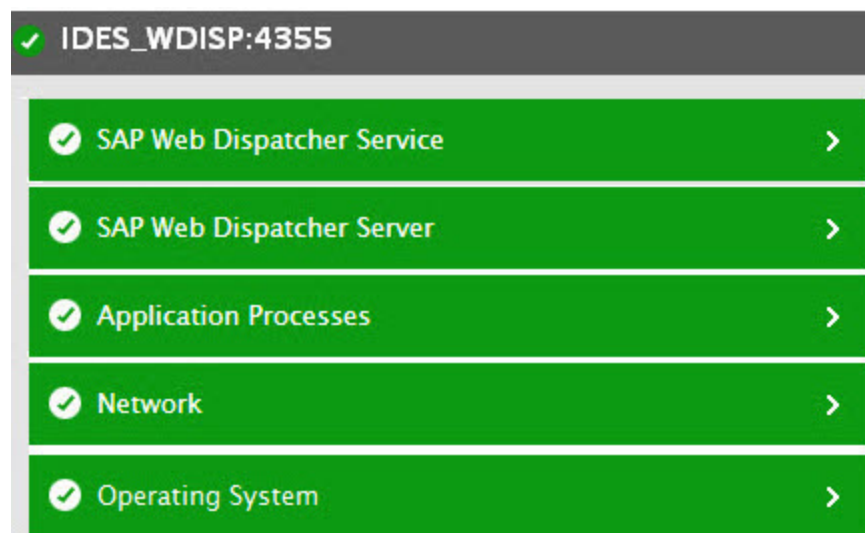 IDES_WDISP:4355
SAP Web Dispatcher Service
SAP Web Dispatcher Server
Application Processes
Network
Operating System